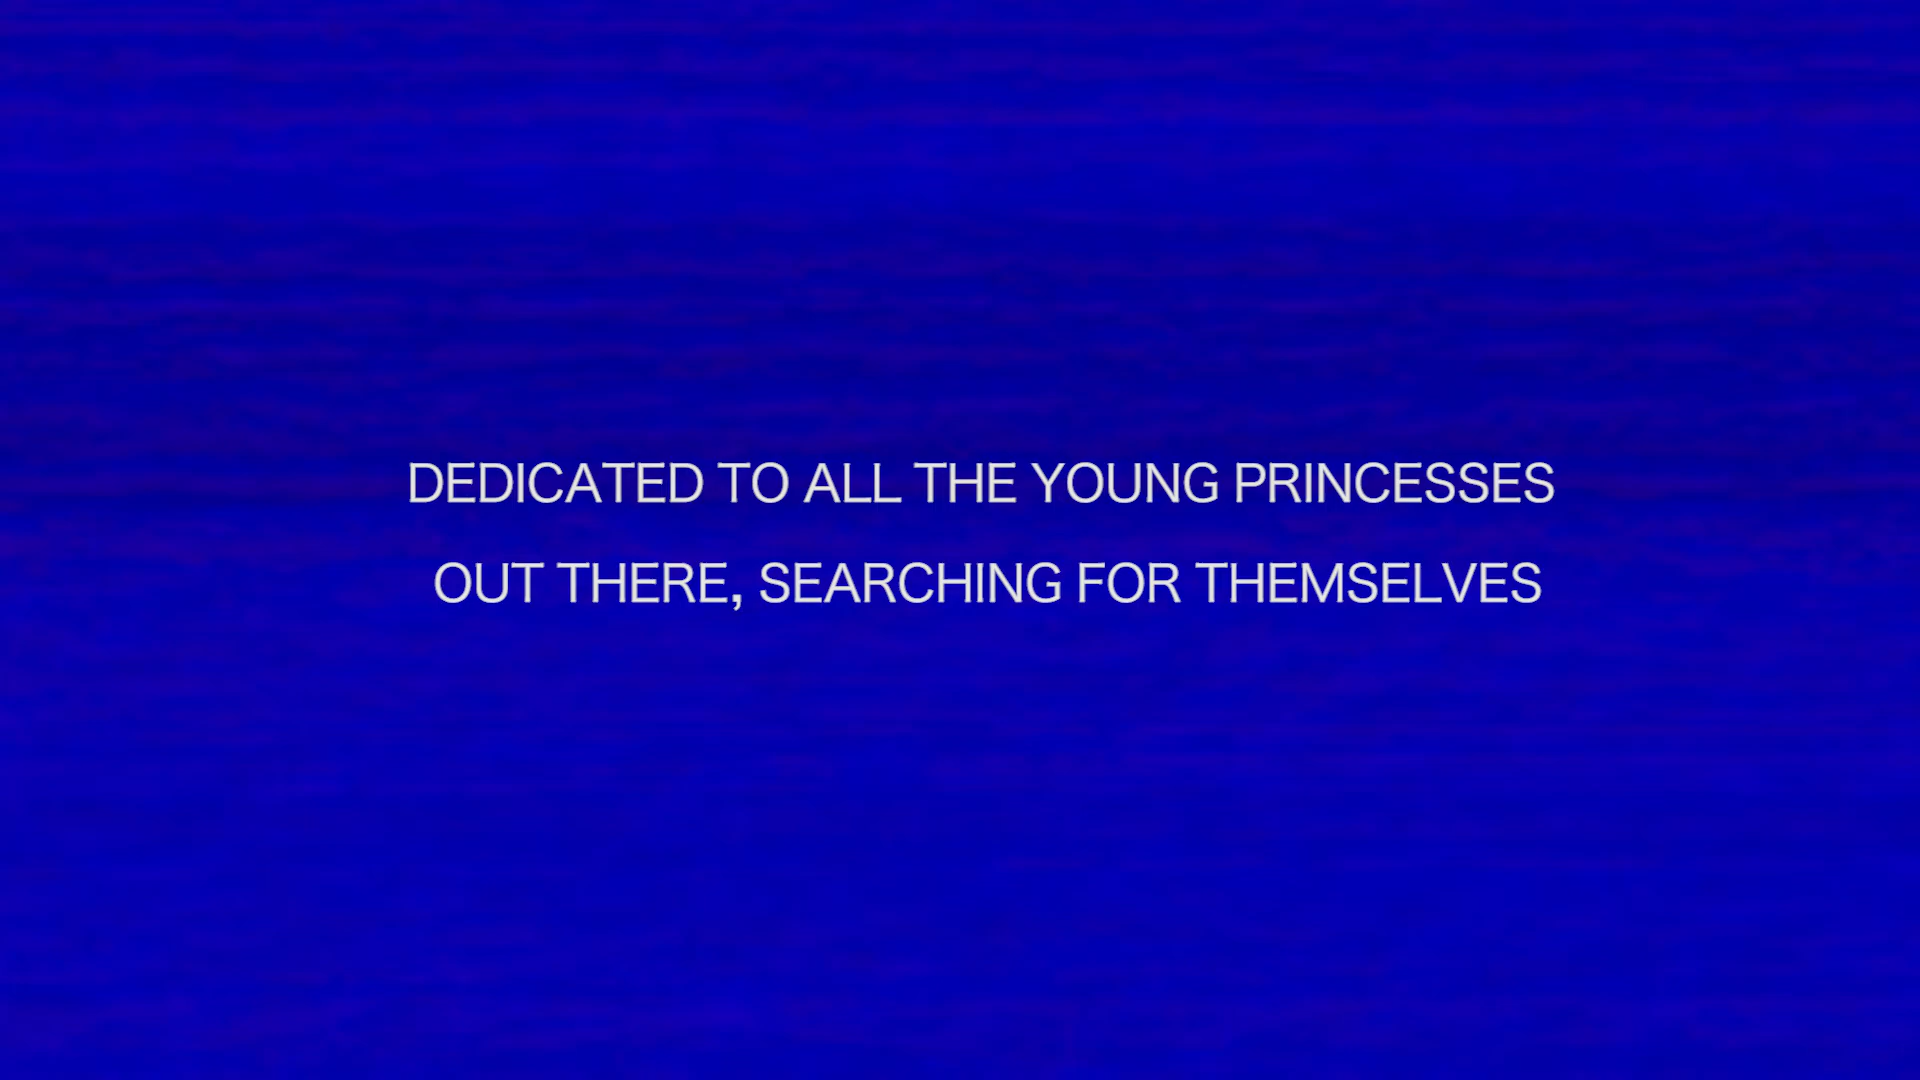 DEDICATED TO ALL THE YOUNG PRINCESSES
OUT THERE, SEARCHING FOR THEMSELVES